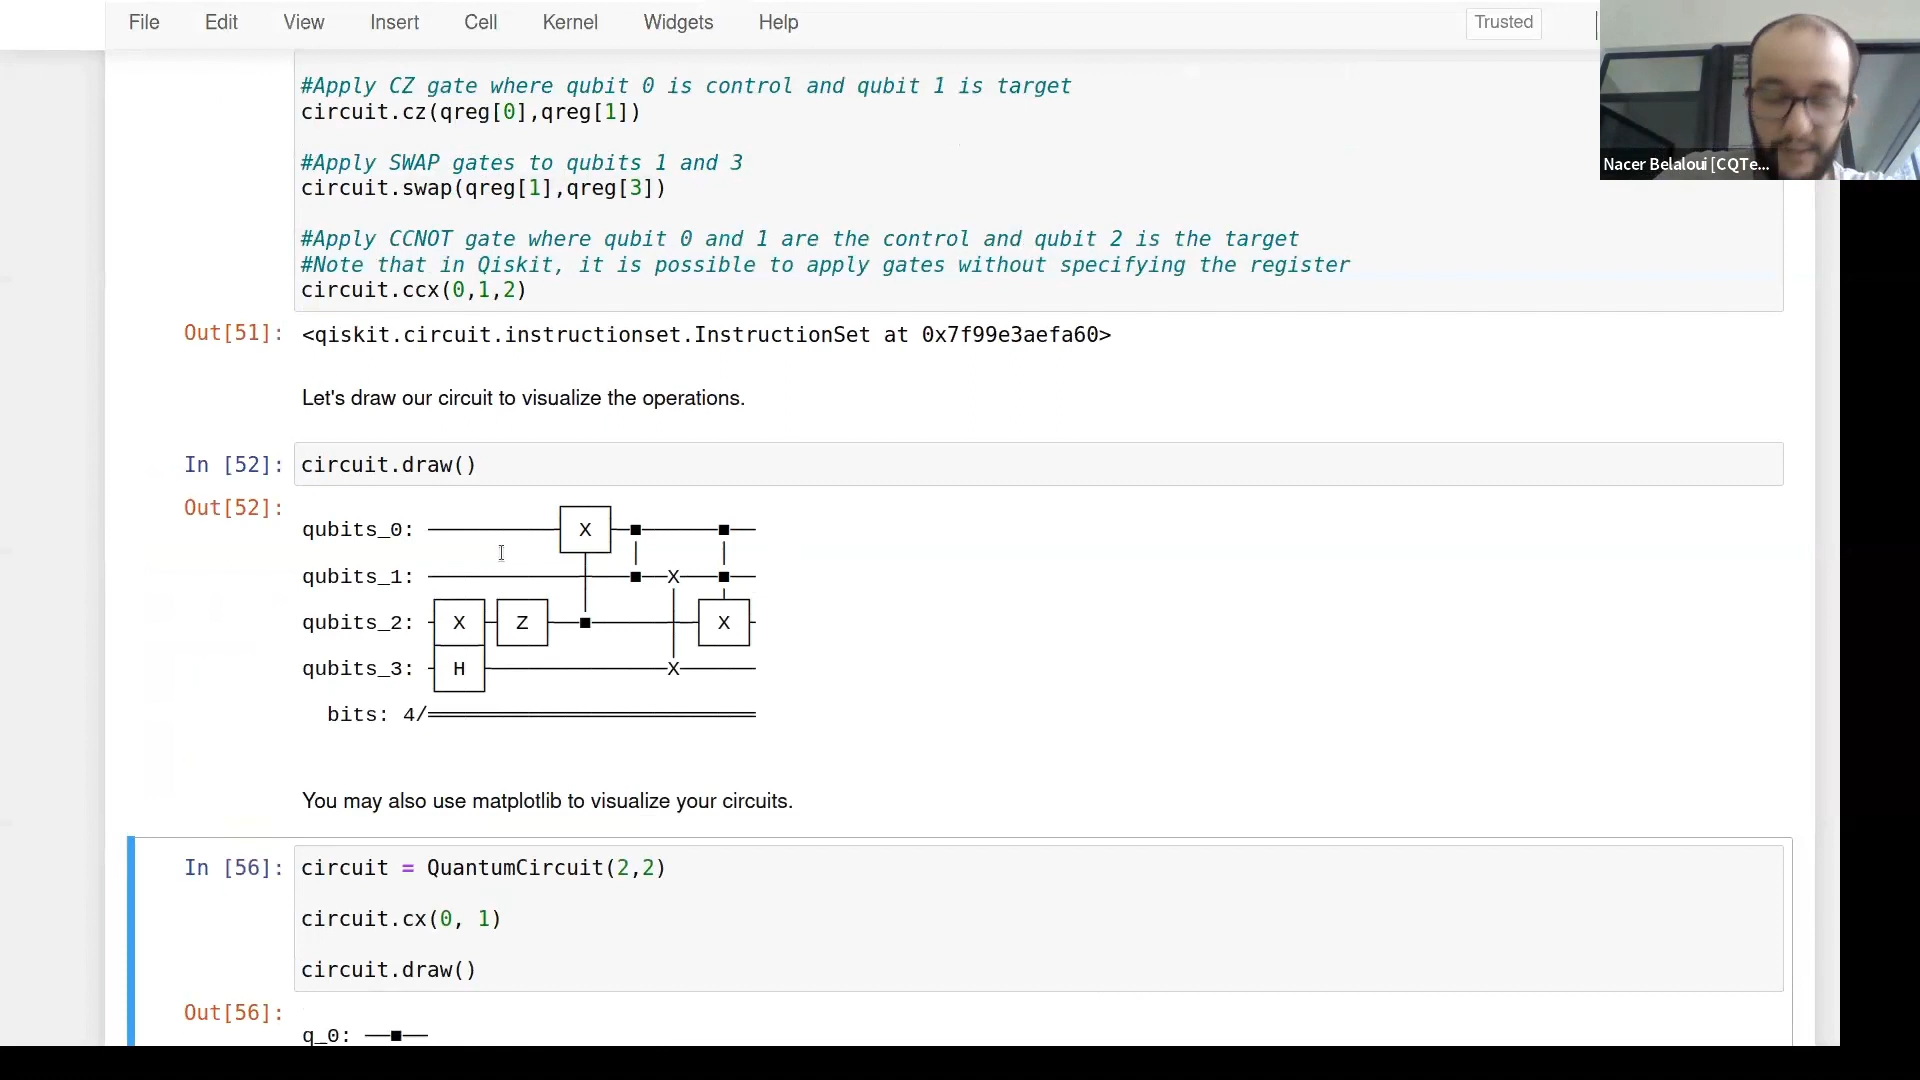 File Edit View Insert Cell Kernel Widgets Help Trusted
#Apply CZ gate where qubit 0 is control and qubit 1 is target
circuit.cz(qreg[0],qreg[1])
#Apply SWAP gates to qubits 1 and 3
circuit.swap(qreg[1],qreg[3])
Nacer Belaloui [CQTe...
#Apply CCNOT gate where qubit 0 and 1 are the control and qubit 2 is the target
#Note that in Qiskit, it is possible to apply gates without specifying the register
circuit.ccx(0,1,2)
Out[51]: <qiskit.circuit.instructionset.InstructionSet at 0x7f99e3aefa60>
Let's draw our circuit to visualize the operations.
In [52]: circuit.draw()
Out[52]:
qubits_0: X
qubits_1: X
qubits_2: X Z X
qubits_3: H X
bits: 4/
You may also use matplotlib to visualize your circuits.
In [56]: circuit = QuantumCircuit(2,2)
circuit.cx(0, 1)
circuit.draw()
Out[56]:
q_0: